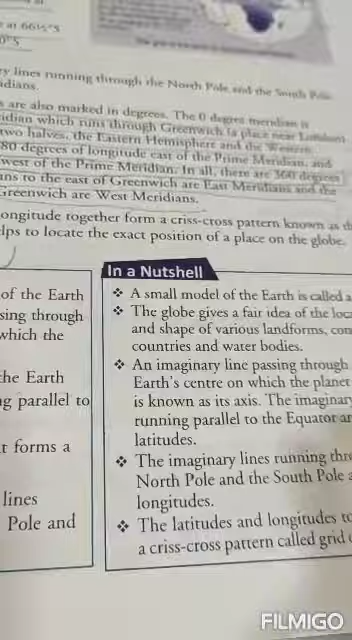 at 66½°S
0°S
ry lines running through the North Pole and the South Pole
idians.
s are also marked in degrees. The 0 degree meridian is
idian which runs through Greenwich (a place near London)
two halves, the Eastern Hemisphere and the Western
80 degrees of longitude east of the Prime Meridian, and
west of the Prime Meridian. In all, there are 360 degrees
ans to the east of Greenwich are East Meridians and the
Greenwich are West Meridians.
ongitude together form a criss-cross pattern known as th
lps to locate the exact position of a place on the globe.
of the Earth
sing through
which the
the Earth
ng parallel to
t forms a
lines
Pole and
In a Nutshell
❖ A small model of the Earth is called a
❖ The globe gives a fair idea of the loca
and shape of various landforms, con
countries and water bodies.
❖ An imaginary line passing through
Earth's centre on which the planet
is known as its axis. The imaginary
running parallel to the Equator ar
latitudes.
❖ The imaginary lines running thro
North Pole and the South Pole a
longitudes.
❖ The latitudes and longitudes to
a criss-cross pattern called grid o
FILMIGO